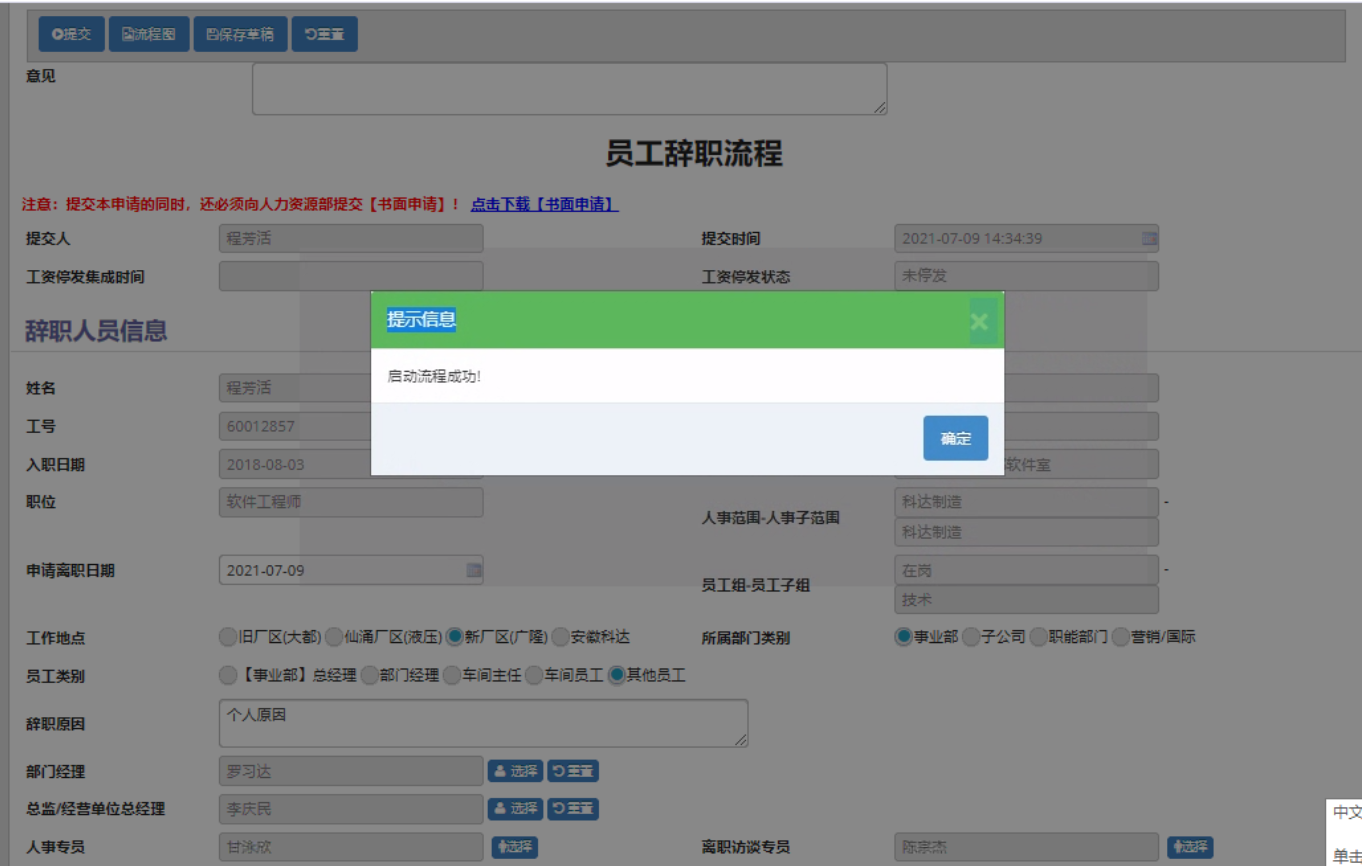 提交 流程图 保存草稿 重置
意见
员工辞职流程
注意：提交本申请的同时，还必须向人力资源部提交【书面申请】！ 点击下载【书面申请】
提交人 程芳活 提交时间 2021-07-09 14:34:39
工资停发集成时间 工资停发状态 未停发
提示信息
辞职人员信息
启动流程成功!
姓名 程芳活
工号 60012857
确定
入职日期 2018-08-03 软件室
职位 软件工程师 人事范围-人事子范围 科达制造 -
科达制造
申请离职日期 2021-07-09 员工组-员工子组 在岗 -
技术
工作地点 旧厂区(大都) 仙涌厂区(液压) 新厂区(广隆) 安徽科达 所属部门类别 事业部 子公司 职能部门 营销/国际
员工类别 【事业部】总经理 部门经理 车间主任 车间员工 其他员工
辞职原因 个人原因
部门经理 罗习达 选择 重置
总监/经营单位总经理 李庆民 选择 重置
中文
人事专员 甘泳欣 选择 离职访谈专员 陈宗杰 选择
单击